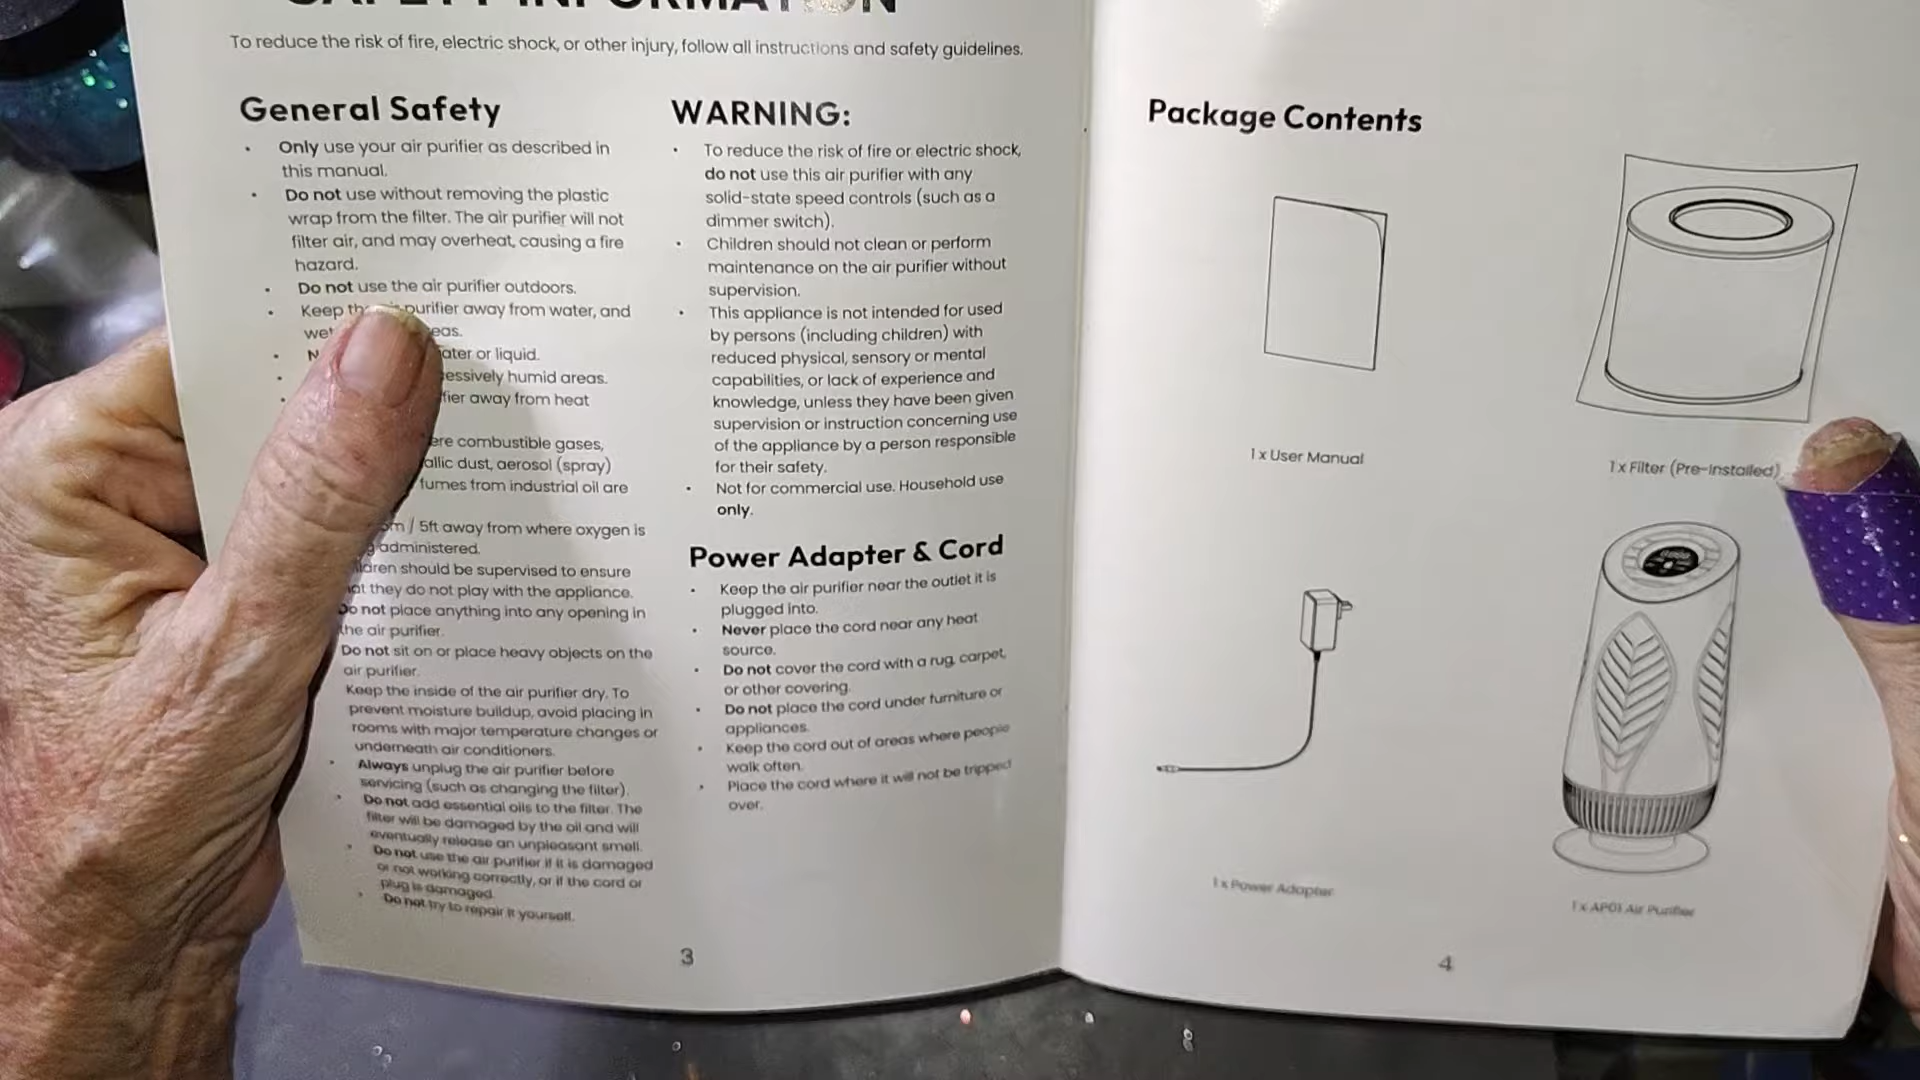 SAFETY INFORMATION
To reduce the risk of fire, electric shock, or other injury, follow all instructions and safety guidelines.
General Safety
• Only use your air purifier as described in
this manual.
• Do not use without removing the plastic
wrap from the filter. The air purifier will not
filter air, and may overheat, causing a fire
hazard.
• Do not use the air purifier outdoors.
• Keep purifier away from water, and
wet
• or liquid.
• humid areas.
• away from heat
combustible gases,
dust, aerosol (spray)
fumes from industrial oil are
/ 5ft away from where oxygen is
administered.
should be supervised to ensure
they do not play with the appliance.
Do not place anything into any opening in
the air purifier.
Do not sit on or place heavy objects on the
air purifier.
Keep the inside of the air purifier dry. To
prevent moisture buildup, avoid placing in
rooms with major temperature changes or
underneath air conditioners.
• Always unplug the air purifier before
servicing (such as changing the filter).
• Do not add essential oils to the filter. The
filter will be damaged by the oil and will
eventually release an unpleasant smell.
• Do not use the air purifier if it is damaged
or not working correctly, or if the cord or
plug is damaged.
• Do not try to repair it yourself.
WARNING:
• To reduce the risk of fire or electric shock,
do not use this air purifier with any
solid-state speed controls (such as a
dimmer switch).
• Children should not clean or perform
maintenance on the air purifier without
supervision.
• This appliance is not intended for used
by persons (including children) with
reduced physical, sensory or mental
capabilities, or lack of experience and
knowledge, unless they have been given
supervision or instruction concerning use
of the appliance by a person responsible
for their safety.
• Not for commercial use. Household use
only.
Power Adapter & Cord
• Keep the air purifier near the outlet it is
plugged into.
• Never place the cord near any heat
source.
• Do not cover the cord with a rug, carpet,
or other covering.
• Do not place the cord under furniture or
appliances.
• Keep the cord out of areas where people
walk often.
• Place the cord where it will not be tripped
over.
3
Package Contents
1 x User Manual
1 x Filter (Pre-Installed)
1 x Power Adapter
1 x AP01 Air Purifier
4